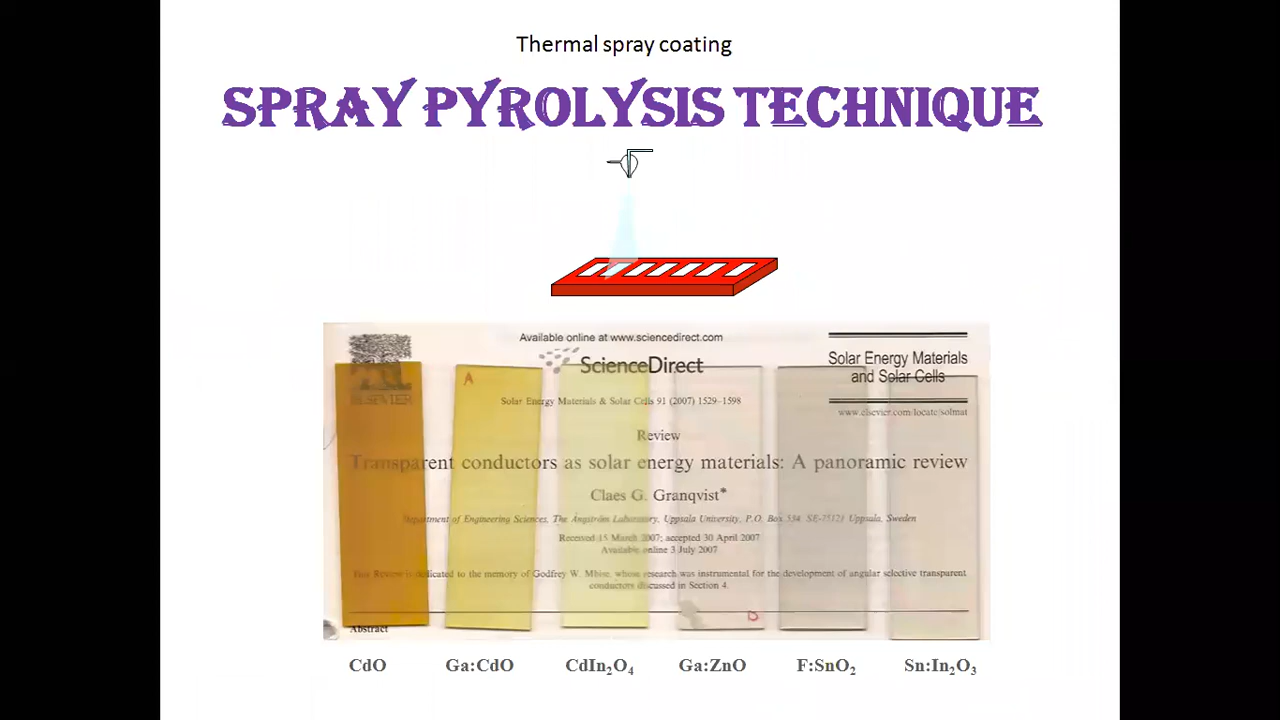 Thermal spray coating
SPRAY PYROLYSIS TECHNIQUE
Available online at www.sciencedirect.com
ScienceDirect
Solar Energy Materials
and Solar Cells
ELSEVIER
A
Solar Energy Materials & Solar Cells 91 (2007) 1529–1598
www.elsevier.com/locate/solmat
Review
Transparent conductors as solar energy materials: A panoramic review
Claes G. Granqvist*
Department of Engineering Sciences, The Ångström Laboratory, Uppsala University, P.O. Box 534, SE-75121 Uppsala, Sweden
Received 15 March 2007; accepted 30 April 2007
Available online 3 July 2007
This Review is dedicated to the memory of Godfrey W. Mbise, whose research was instrumental for the development of angular selective transparent
conductors discussed in Section 4.
Abstract
CdO Ga:CdO CdIn₂O₄ Ga:ZnO F:SnO₂ Sn:In₂O₃